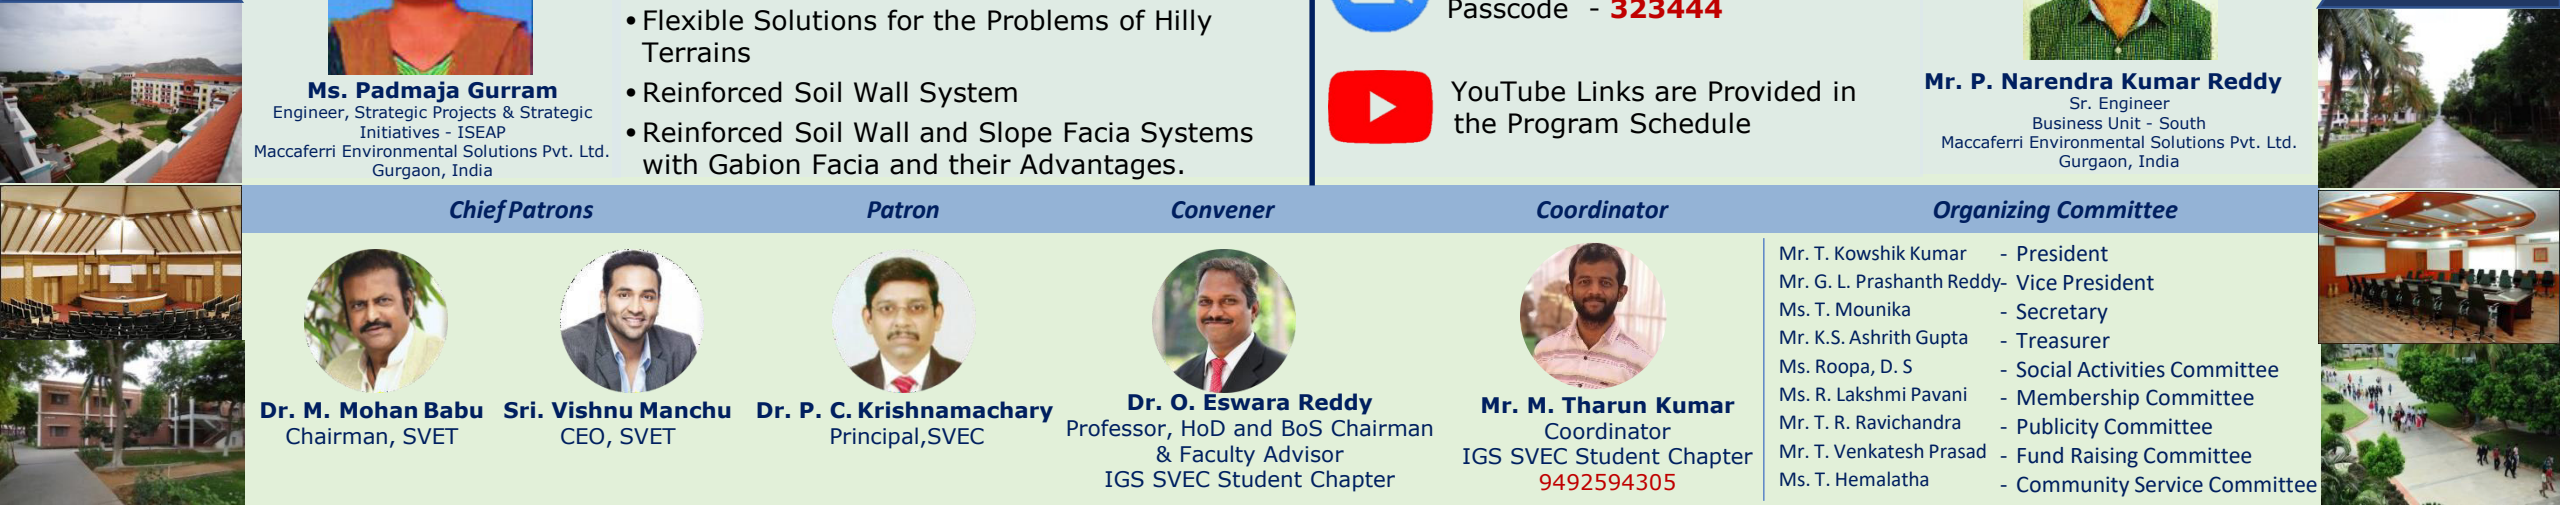 • Flexible Solutions for the Problems of Hilly
Terrains
• Reinforced Soil Wall System
• Reinforced Soil Wall and Slope Facia Systems
with Gabion Facia and their Advantages.
Ms. Padmaja Gurram
Engineer, Strategic Projects & Strategic
Initiatives - ISEAP
Maccaferri Environmental Solutions Pvt. Ltd.
Gurgaon, India
Passcode - 323444
YouTube Links are Provided in
the Program Schedule
Mr. P. Narendra Kumar Reddy
Sr. Engineer
Business Unit - South
Maccaferri Environmental Solutions Pvt. Ltd.
Gurgaon, India
Chief Patrons
Patron
Convener
Coordinator
Organizing Committee
Dr. M. Mohan Babu
Chairman, SVET
Sri. Vishnu Manchu
CEO, SVET
Dr. P. C. Krishnamachary
Principal,SVEC
Dr. O. Eswara Reddy
Professor, HoD and BoS Chairman
& Faculty Advisor
IGS SVEC Student Chapter
Mr. M. Tharun Kumar
Coordinator
IGS SVEC Student Chapter
9492594305
Mr. T. Kowshik Kumar - President
Mr. G. L. Prashanth Reddy- Vice President
Ms. T. Mounika - Secretary
Mr. K.S. Ashrith Gupta - Treasurer
Ms. Roopa, D. S - Social Activities Committee
Ms. R. Lakshmi Pavani - Membership Committee
Mr. T. R. Ravichandra - Publicity Committee
Mr. T. Venkatesh Prasad - Fund Raising Committee
Ms. T. Hemalatha - Community Service Committee